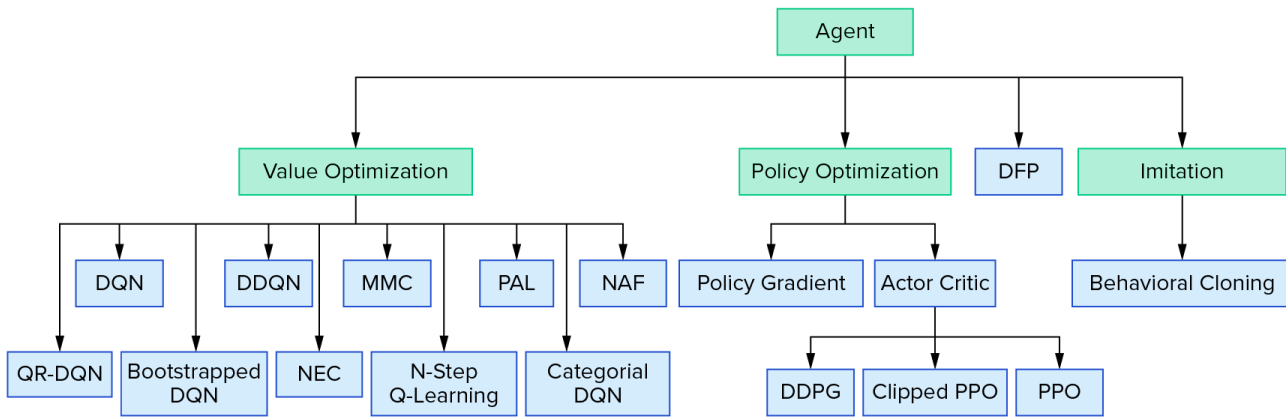 Agent
Value Optimization
Policy Optimization
DFP
Imitation
DQN
DDQN
MMC
PAL
NAF
Policy Gradient
Actor Critic
Behavioral Cloning
QR-DQN
Bootstrapped
DQN
NEC
N-Step
Q-Learning
Categorial
DQN
DDPG
Clipped PPO
PPO